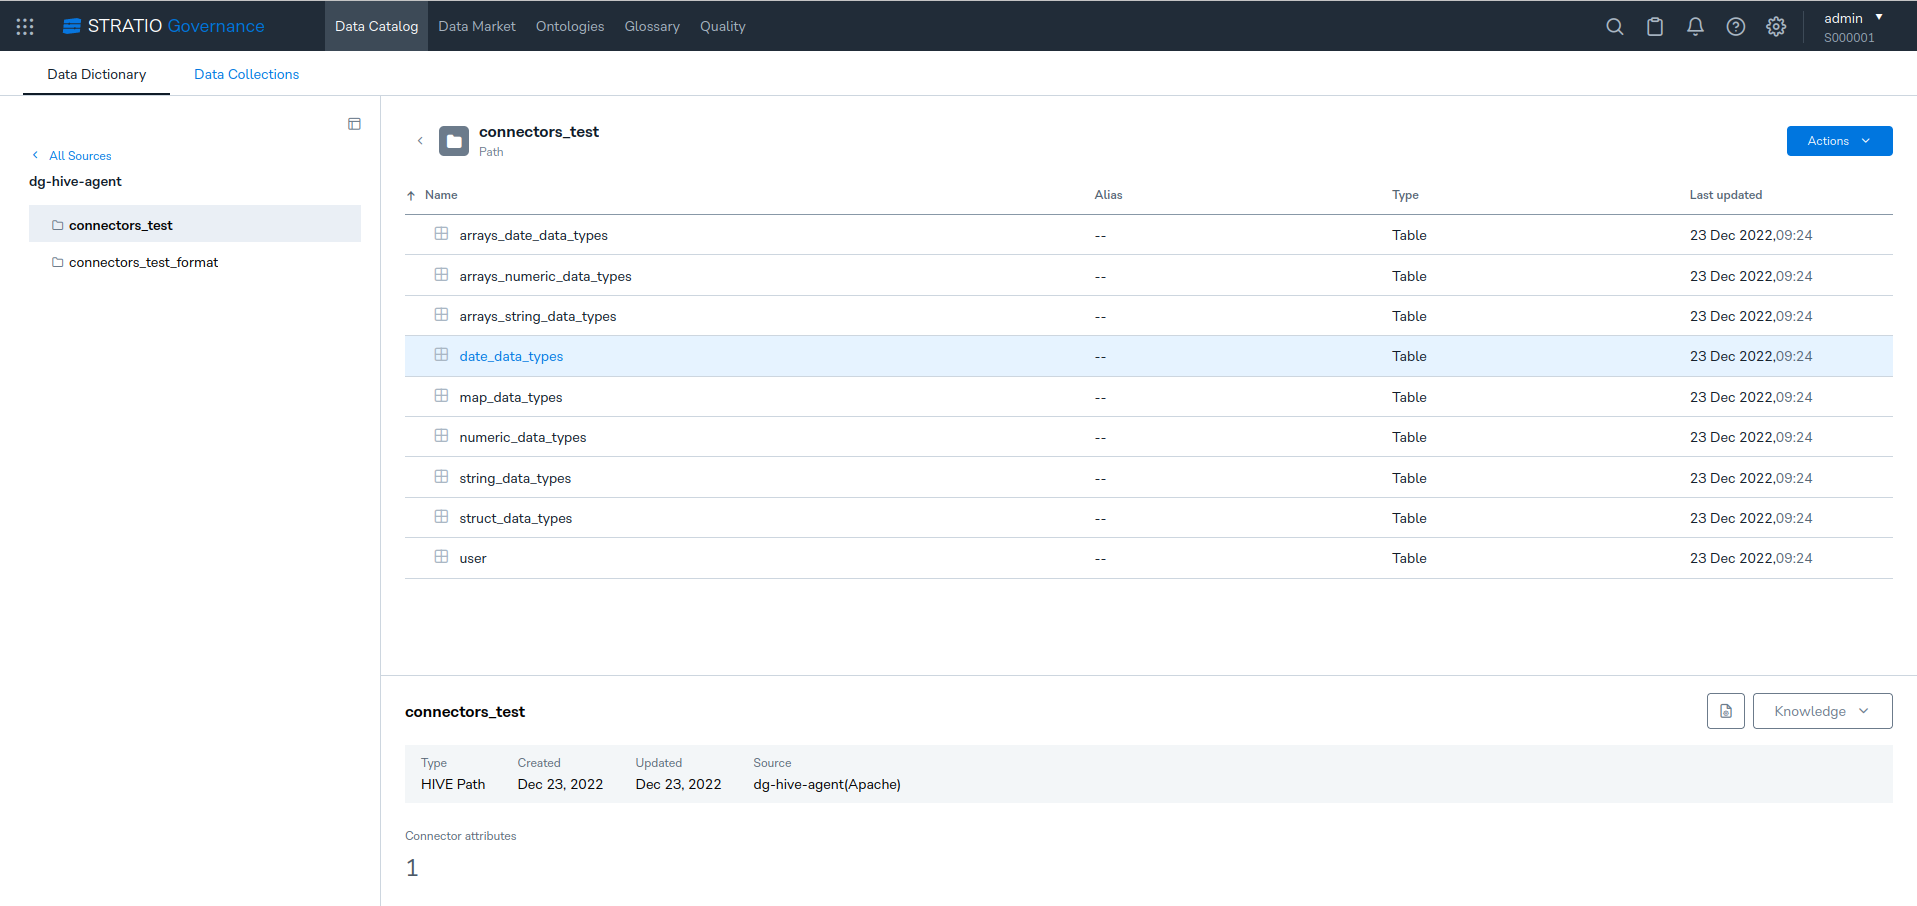 STRATIO Governance
Data Catalog Data Market Ontologies Glossary Quality
admin
S000001
Data Dictionary Data Collections
All Sources
dg-hive-agent
connectors_test
connectors_test_format
connectors_test
Path
Actions
Name Alias Type Last updated
arrays_date_data_types -- Table 23 Dec 2022,09:24
arrays_numeric_data_types -- Table 23 Dec 2022,09:24
arrays_string_data_types -- Table 23 Dec 2022,09:24
date_data_types -- Table 23 Dec 2022,09:24
map_data_types -- Table 23 Dec 2022,09:24
numeric_data_types -- Table 23 Dec 2022,09:24
string_data_types -- Table 23 Dec 2022,09:24
struct_data_types -- Table 23 Dec 2022,09:24
user -- Table 23 Dec 2022,09:24
connectors_test
Knowledge
Type Created Updated Source
HIVE Path Dec 23, 2022 Dec 23, 2022 dg-hive-agent(Apache)
Connector attributes
1